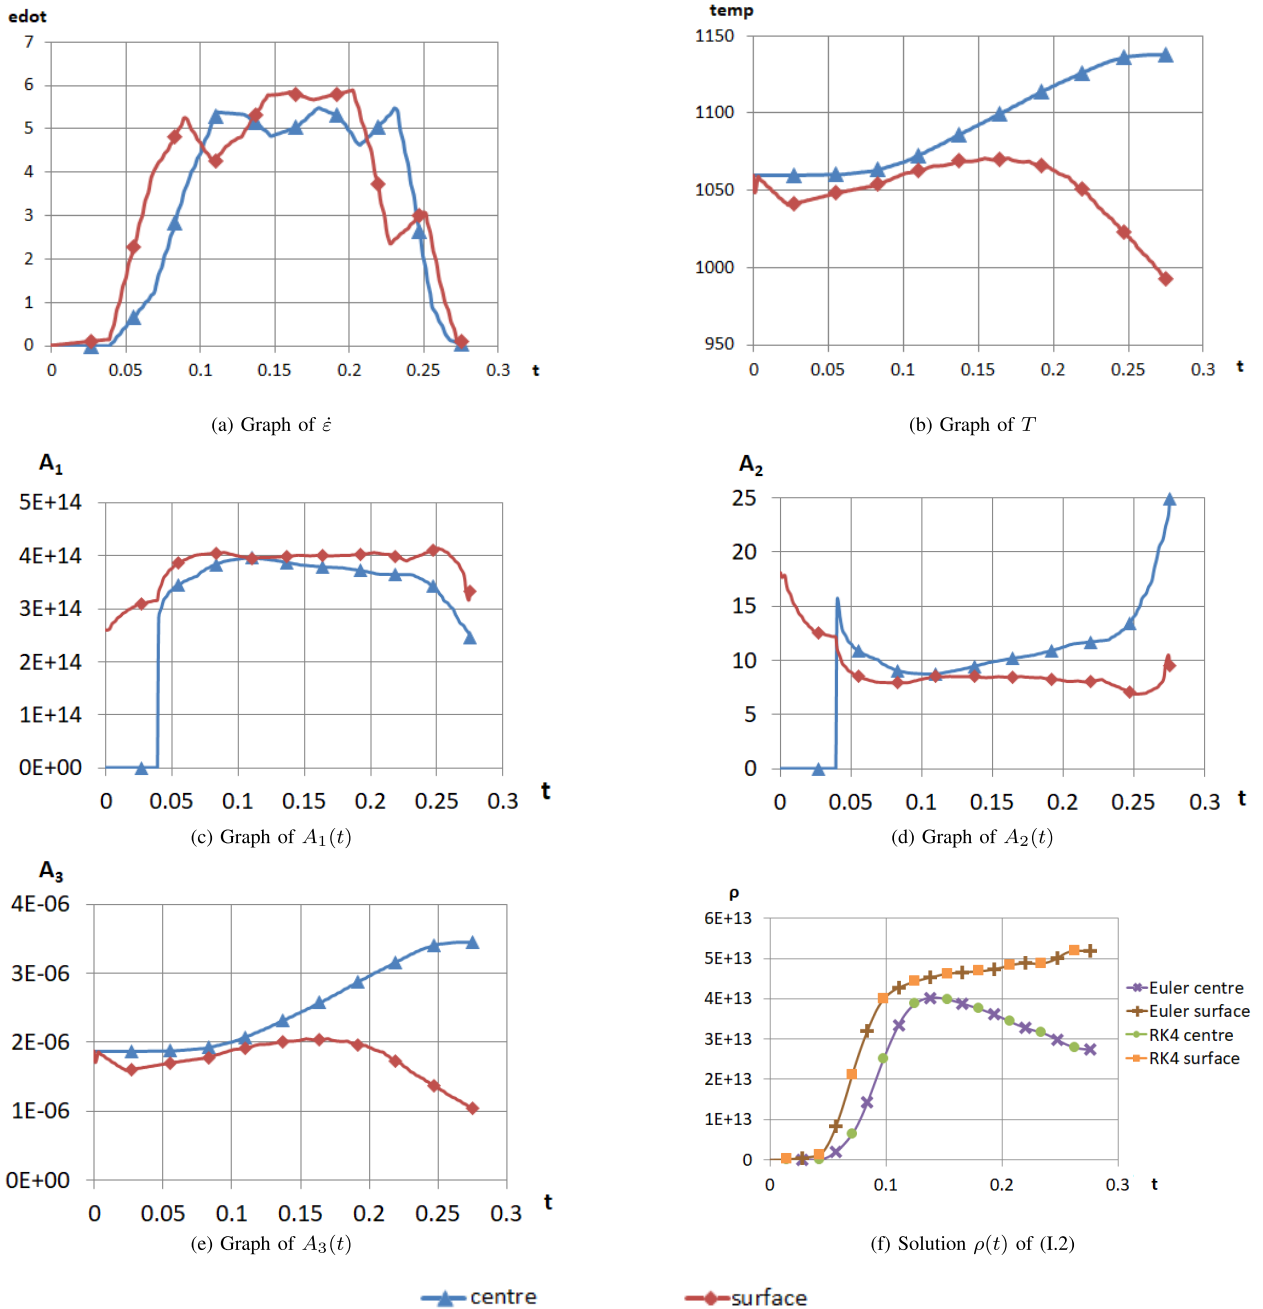 edot
7
6
5
4
3
2
1
0
0 0.05 0.1 0.15 0.2 0.25 0.3 t
(a) Graph of ε̇
temp
1150
1100
1050
1000
950
0 0.05 0.1 0.15 0.2 0.25 0.3 t
(b) Graph of T
A₁
5E+14
4E+14
3E+14
2E+14
1E+14
0E+00
0 0.05 0.1 0.15 0.2 0.25 0.3 t
(c) Graph of A₁(t)
A₂
25
20
15
10
5
0
0 0.05 0.1 0.15 0.2 0.25 0.3 t
(d) Graph of A₂(t)
A₃
4E-06
3E-06
2E-06
1E-06
0E+00
0 0.05 0.1 0.15 0.2 0.25 0.3 t
(e) Graph of A₃(t)
ρ
6E+13
5E+13
4E+13
3E+13
2E+13
1E+13
0
0 0.1 0.2 0.3 t
Euler centre
Euler surface
RK4 centre
RK4 surface
(f) Solution ρ(t) of (I.2)
centre surface